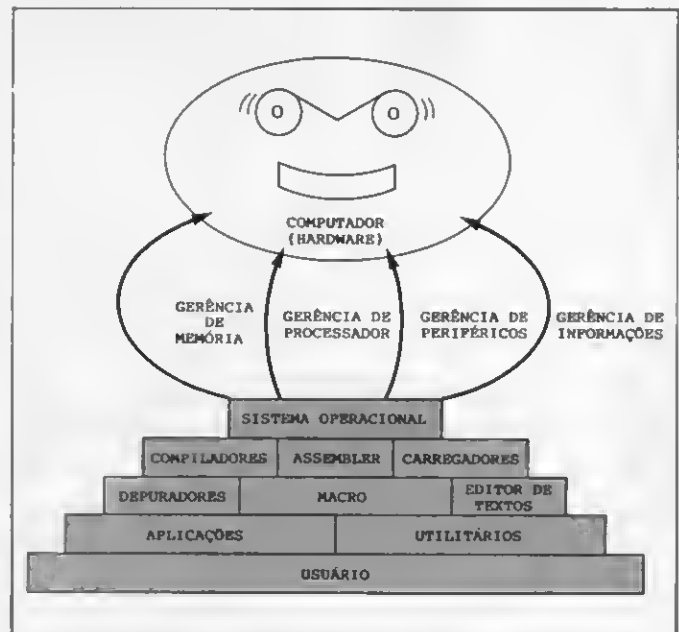 O O
COMPUTADOR
(HARDWARE)
GERÊNCIA
DE
MEMÓRIA
GERÊNCIA DE
PROCESSADOR
GERÊNCIA DE
PERIFÉRICOS
GERÊNCIA DE
INFORMAÇÕES
SISTEMA OPERACIONAL
COMPILADORES
ASSEMBLER
CARREGADORES
DEPURADORES
MACRO
EDITOR DE
TEXTOS
APLICAÇÕES
UTILITÁRIOS
USUÁRIO